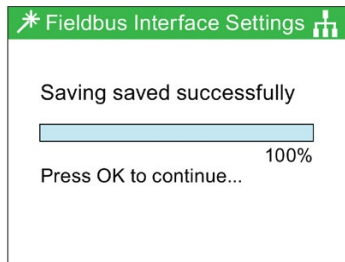 Fieldbus Interface Settings
Saving saved successfully
100%
Press OK to continue...